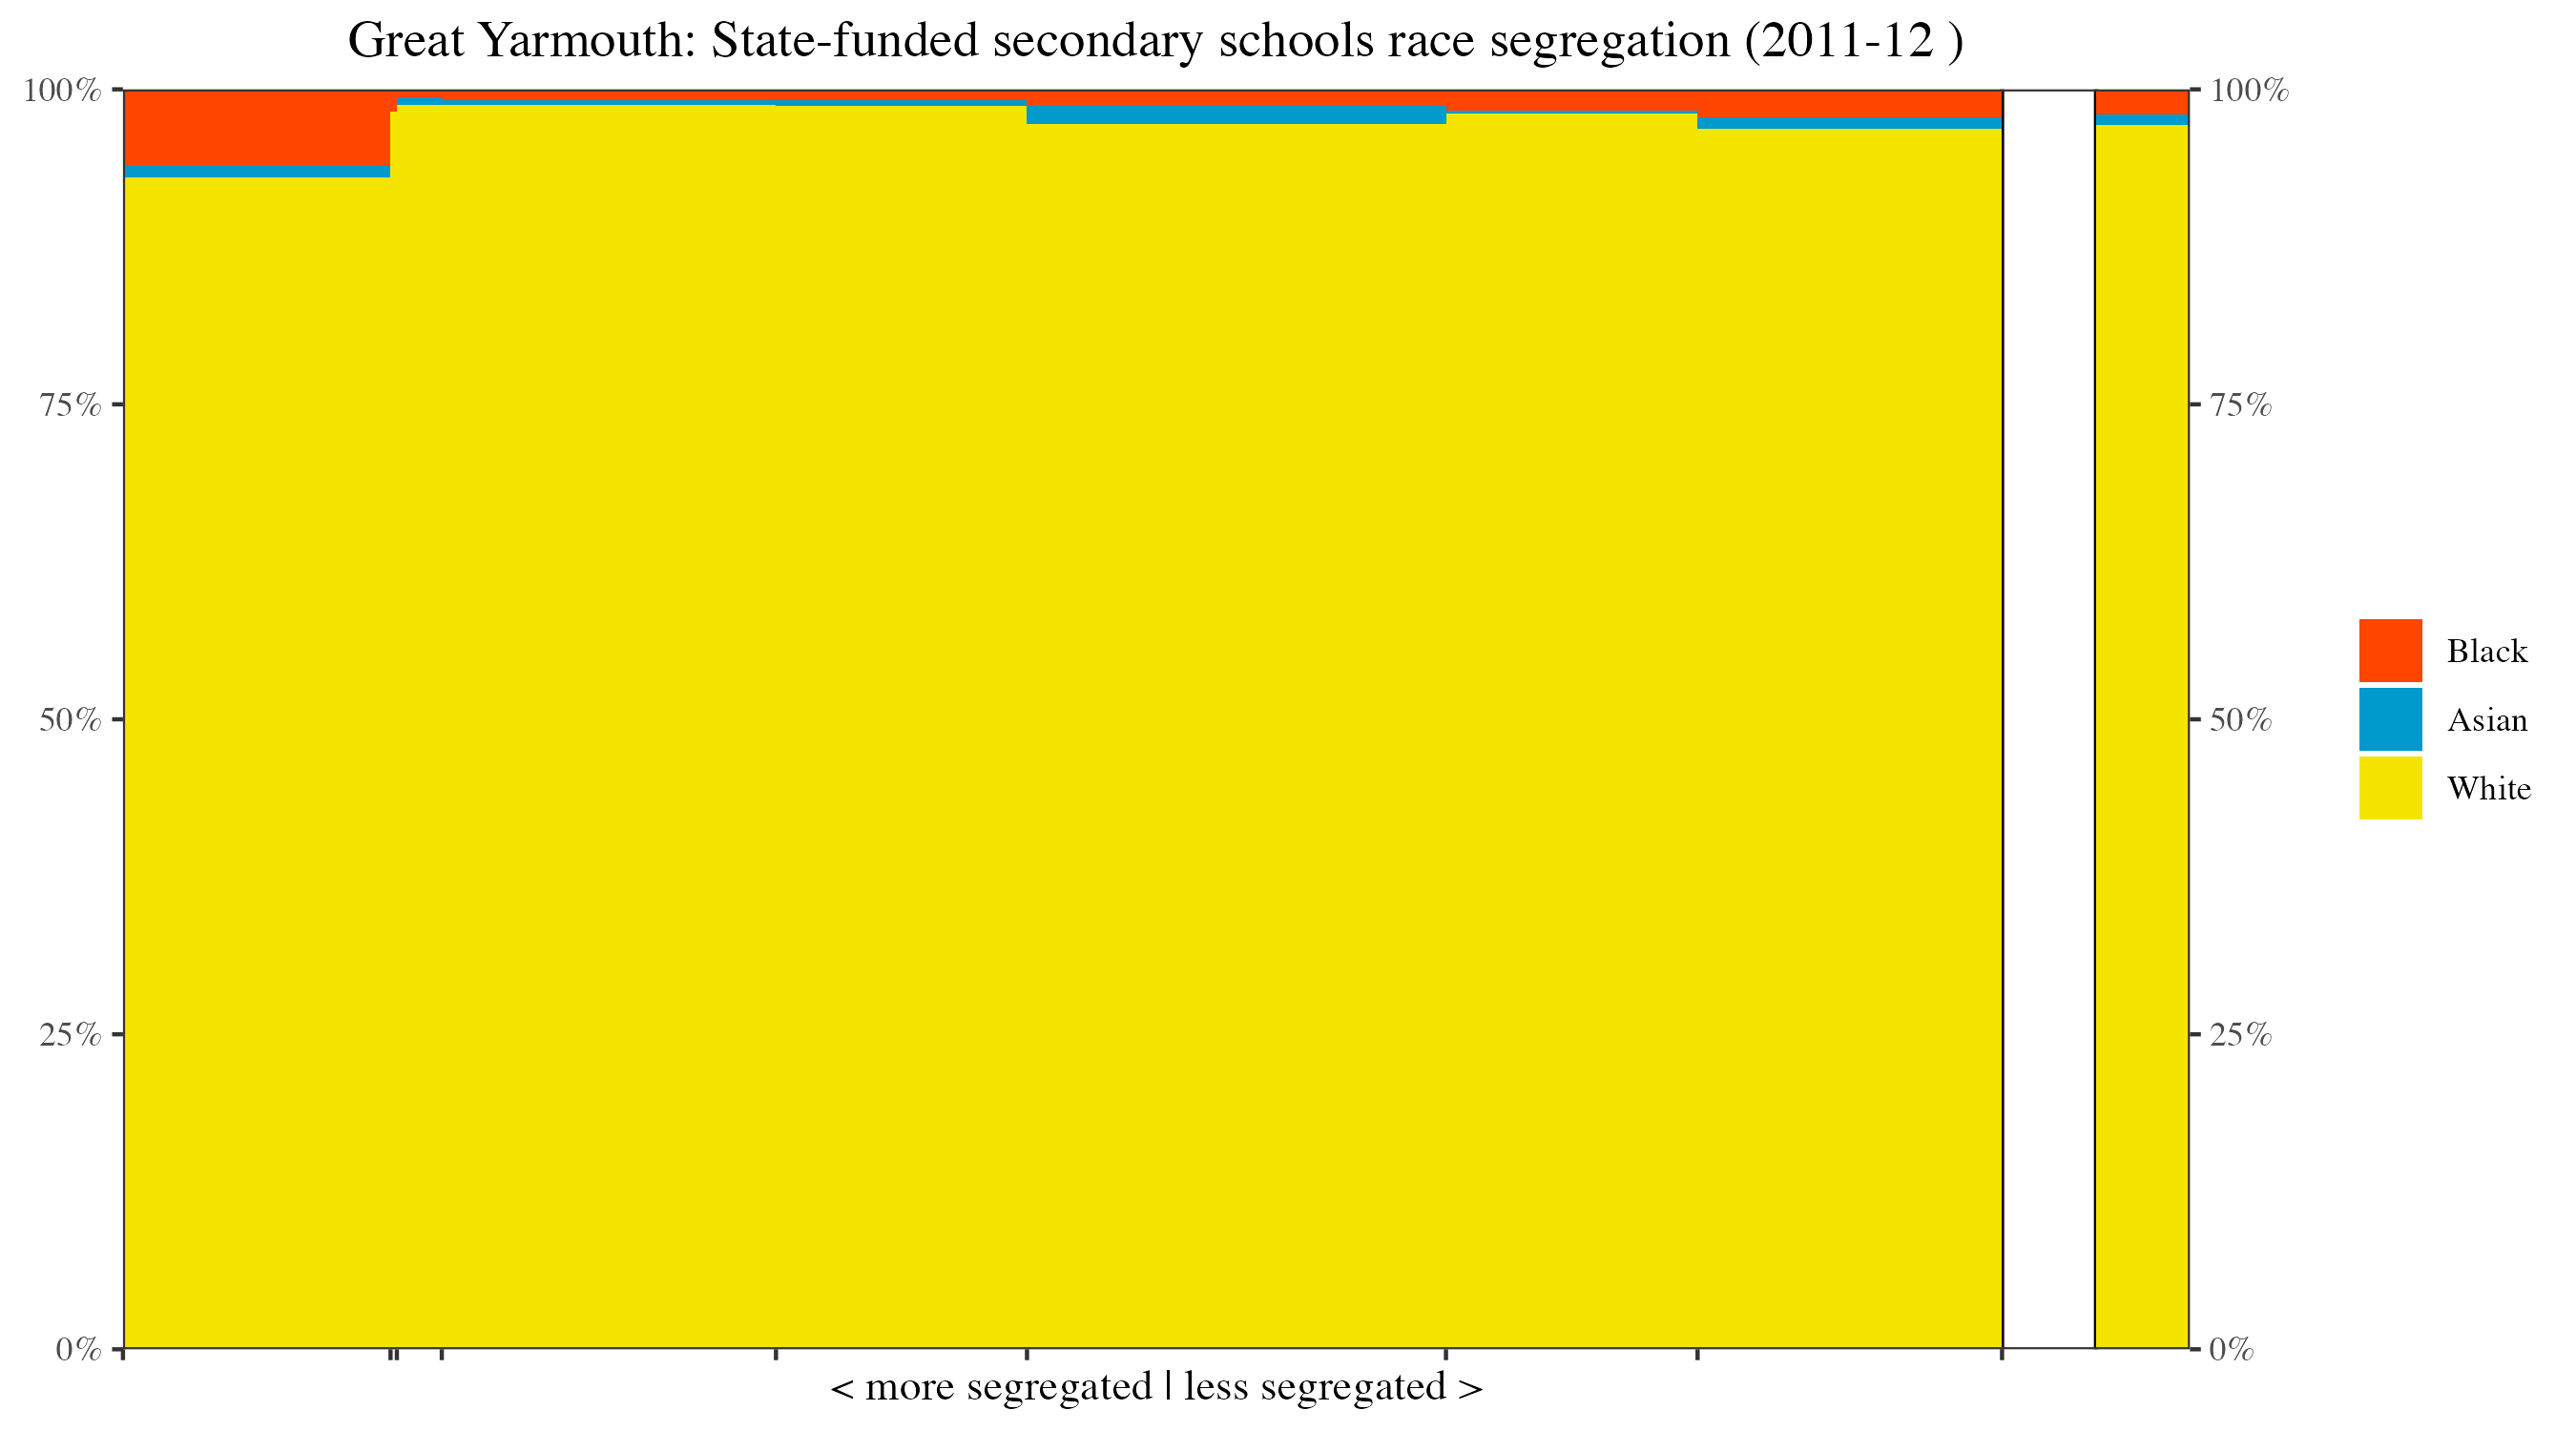 Great Yarmouth: State-funded secondary schools race segregation (2011-12 )
100%
100%
75%
75%
50%
50%
25%
25%
0%
0%
Black
Asian
White
< more segregated | less segregated >